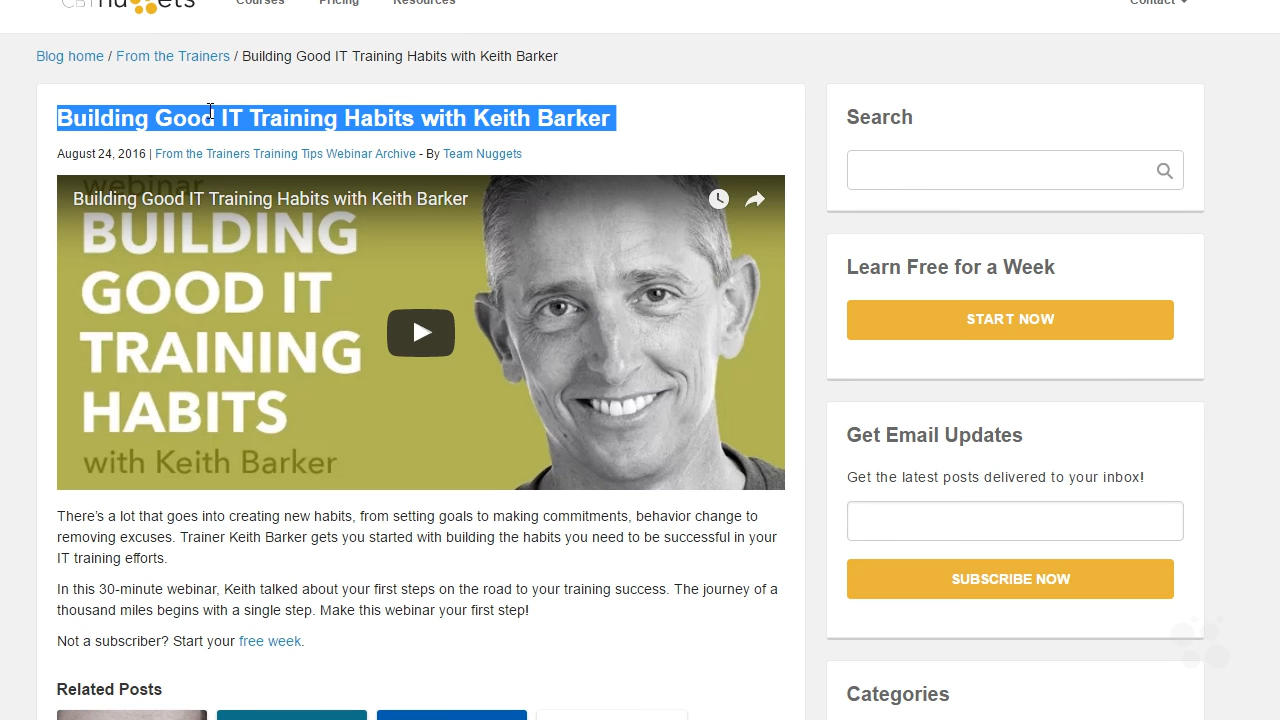 Courses Pricing Resources Contact
Blog home / From the Trainers / Building Good IT Training Habits with Keith Barker
Building Good IT Training Habits with Keith Barker
August 24, 2016 | From the Trainers Training Tips Webinar Archive - By Team Nuggets
webinar
Building Good IT Training Habits with Keith Barker
BUILDING
GOOD IT
TRAINING
HABITS
with Keith Barker
There's a lot that goes into creating new habits, from setting goals to making commitments, behavior change to
removing excuses. Trainer Keith Barker gets you started with building the habits you need to be successful in your
IT training efforts.
In this 30-minute webinar, Keith talked about your first steps on the road to your training success. The journey of a
thousand miles begins with a single step. Make this webinar your first step!
Not a subscriber? Start your free week.
Related Posts
Search
Learn Free for a Week
START NOW
Get Email Updates
Get the latest posts delivered to your inbox!
SUBSCRIBE NOW
Categories